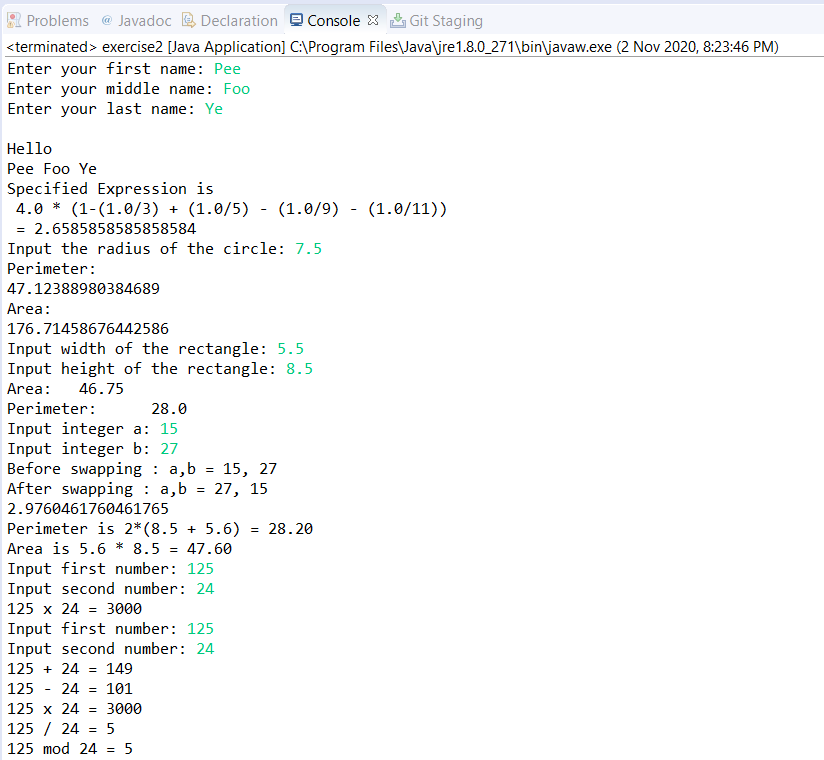 Problems @ Javadoc Declaration Console Git Staging
<terminated> exercise2 [Java Application] C:\Program Files\Java\jre1.8.0_271\bin\javaw.exe (2 Nov 2020, 8:23:46 PM)
Enter your first name: Pee
Enter your middle name: Foo
Enter your last name: Ye
Hello
Pee Foo Ye
Specified Expression is
4.0 * (1-(1.0/3) + (1.0/5) - (1.0/9) - (1.0/11))
= 2.6585858585858584
Input the radius of the circle: 7.5
Perimeter:
47.12388980384689
Area:
176.71458676442586
Input width of the rectangle: 5.5
Input height of the rectangle: 8.5
Area:   46.75
Perimeter:      28.0
Input integer a: 15
Input integer b: 27
Before swapping : a,b = 15, 27
After swapping : a,b = 27, 15
2.9760461760461765
Perimeter is 2*(8.5 + 5.6) = 28.20
Area is 5.6 * 8.5 = 47.60
Input first number: 125
Input second number: 24
125 x 24 = 3000
Input first number: 125
Input second number: 24
125 + 24 = 149
125 - 24 = 101
125 x 24 = 3000
125 / 24 = 5
125 mod 24 = 5